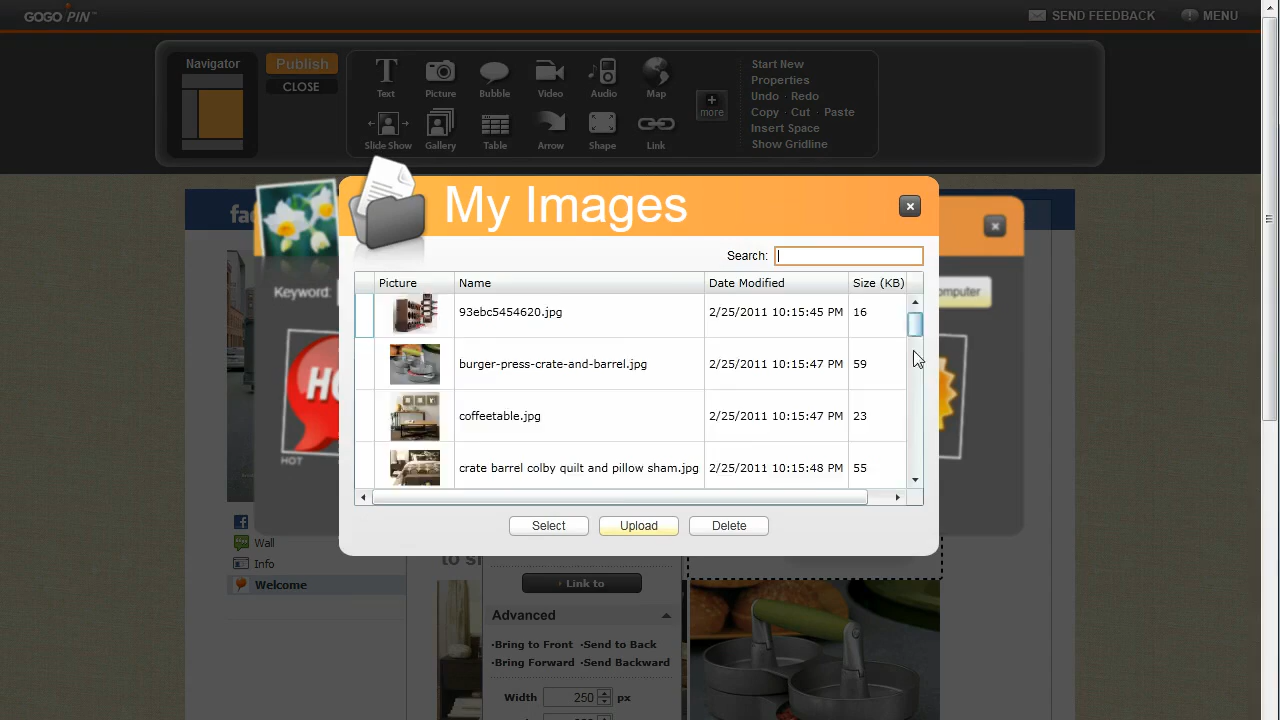 GOGO PIN™
SEND FEEDBACK
MENU
Navigator
Publish
CLOSE
Text
Picture
Bubble
Video
Audio
Map
Slide Show
Gallery
Table
Arrow
Shape
Link
+
more
Start New
Properties
Undo · Redo
Copy · Cut · Paste
Insert Space
Show Gridline
My Images
Search:
Picture Name Date Modified Size (KB)
93ebc5454620.jpg 2/25/2011 10:15:45 PM 16
burger-press-crate-and-barrel.jpg 2/25/2011 10:15:47 PM 59
coffeetable.jpg 2/25/2011 10:15:47 PM 23
crate barrel colby quilt and pillow sham.jpg 2/25/2011 10:15:48 PM 35
Select
Upload
Delete
Keyword:
HOT
Wall
Info
Welcome
Link to
Advanced
·Bring to Front ·Send to Back
·Bring Forward ·Send Backward
Width 250 px